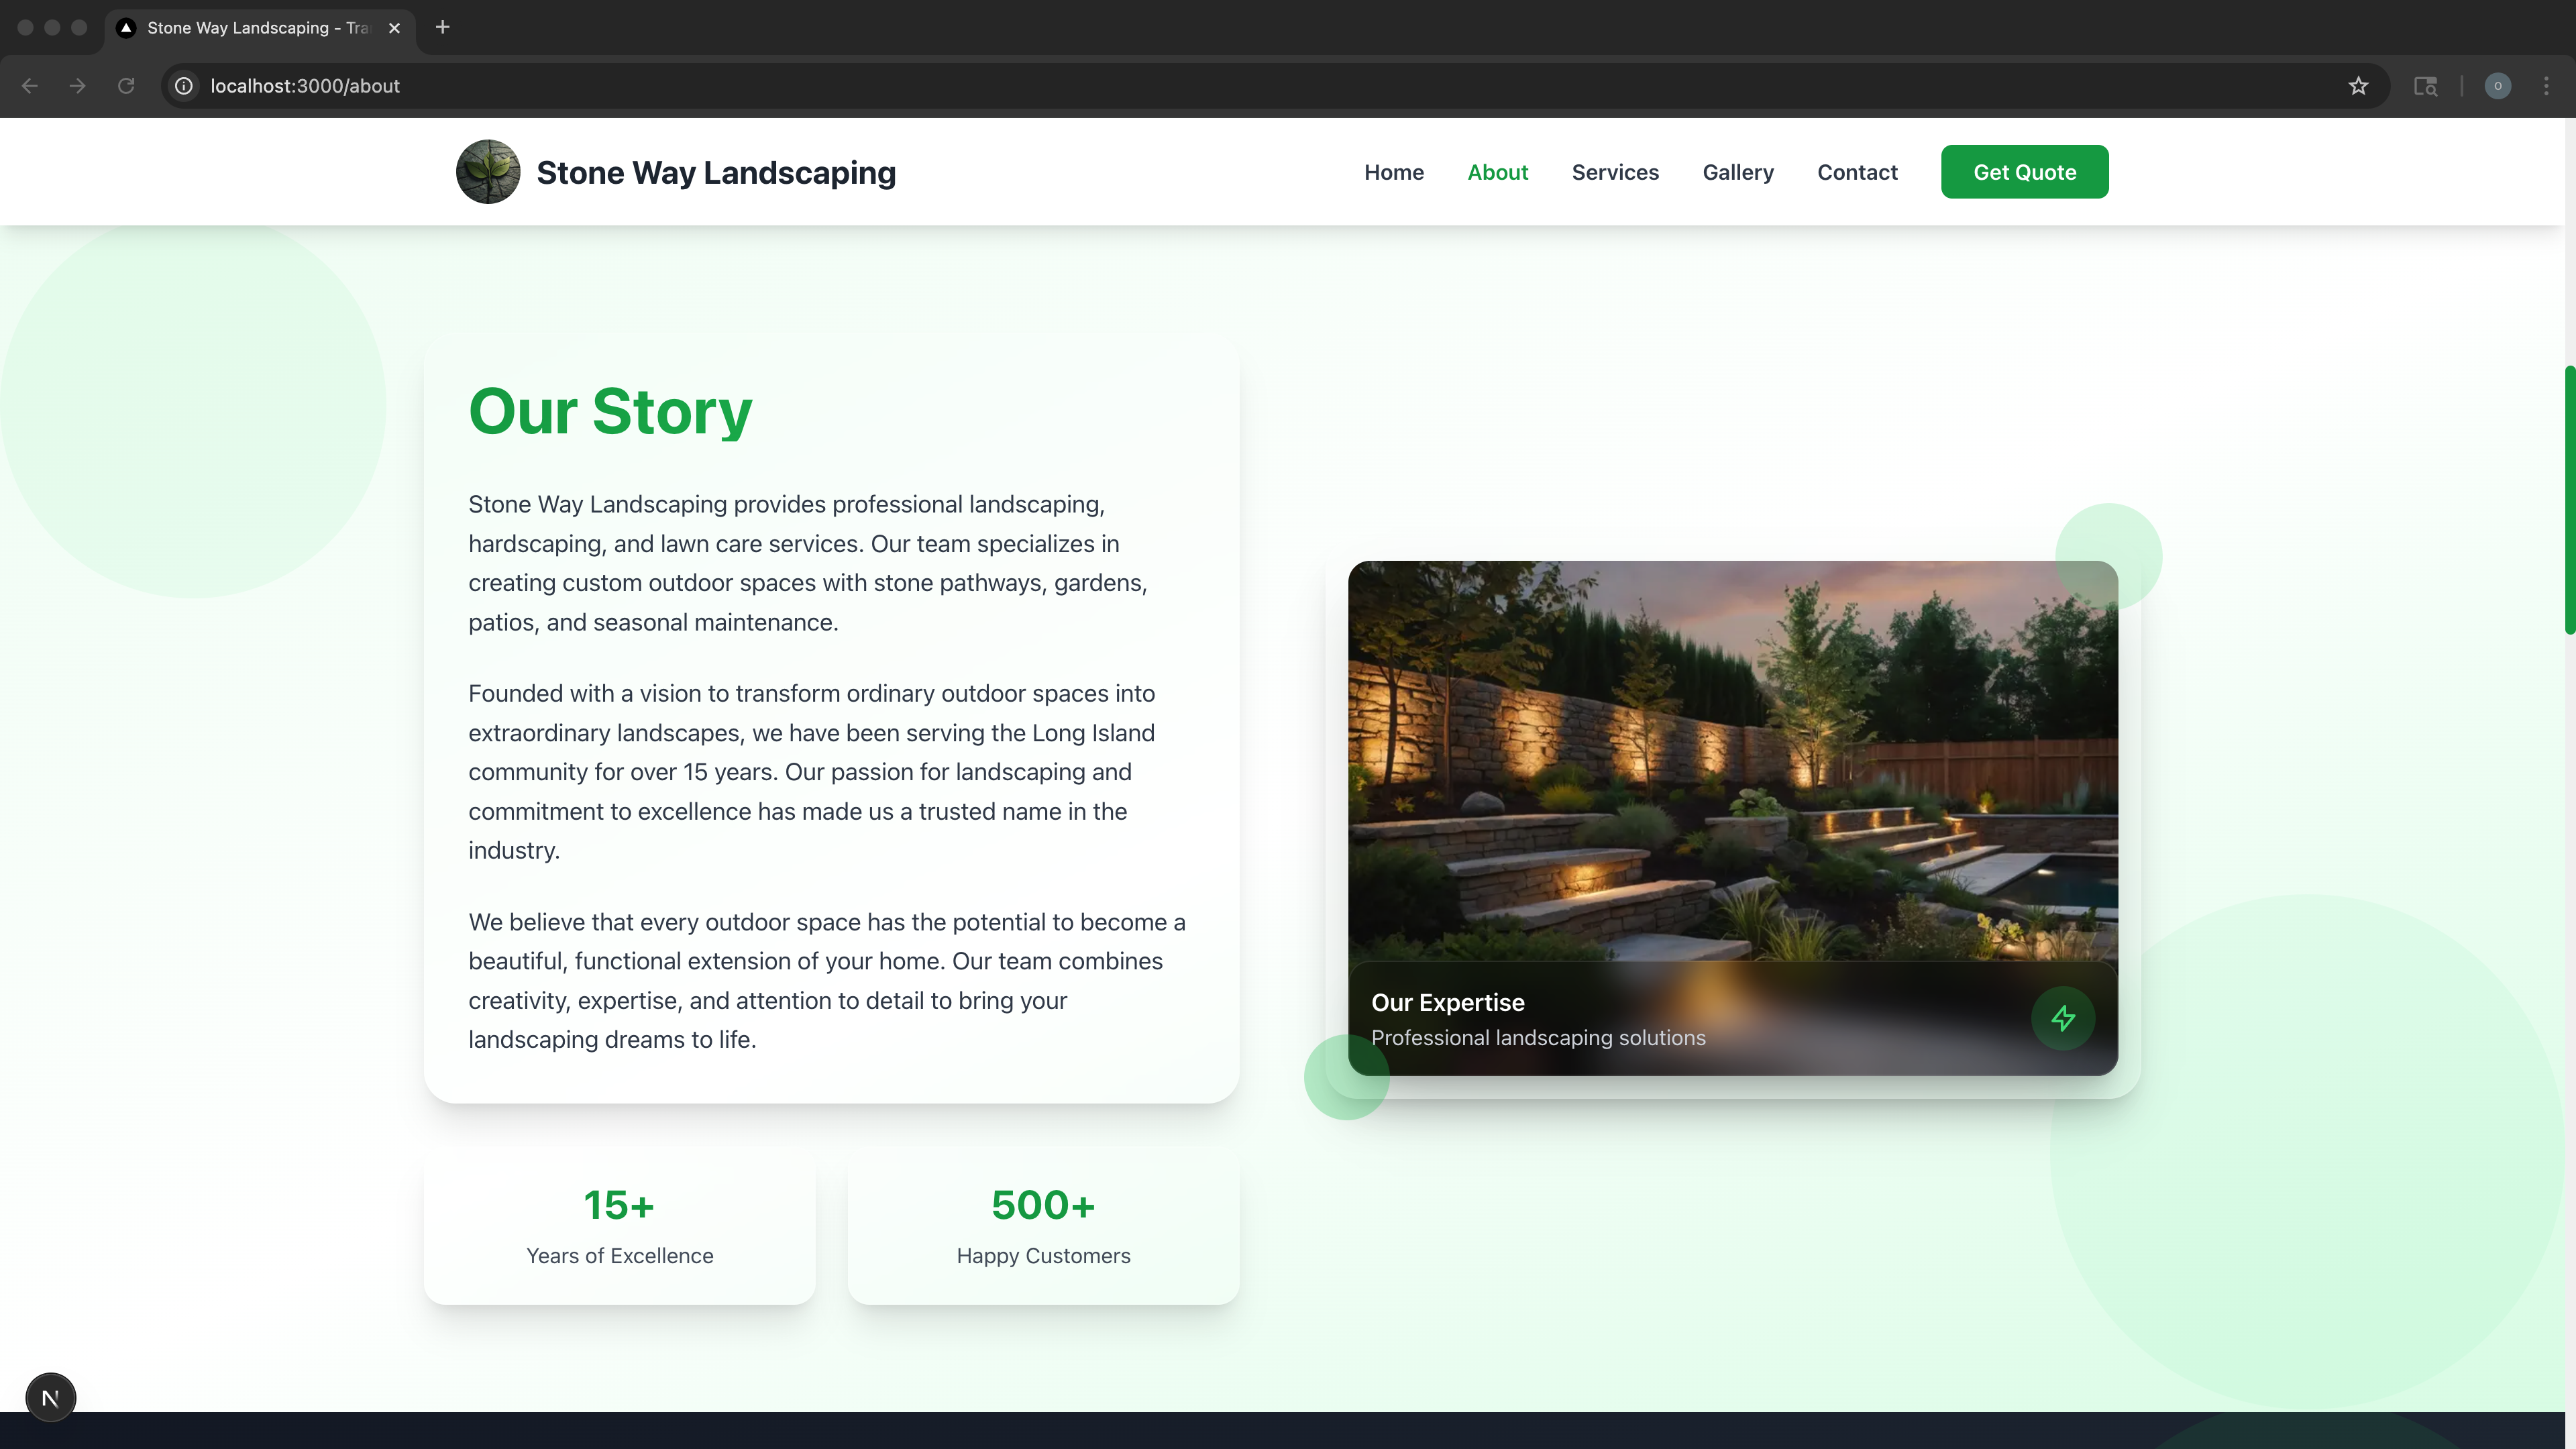 Stone Way Landscaping - Tra
localhost:3000/about
Stone Way Landscaping
Home
About
Services
Gallery
Contact
Get Quote
Our Story
Stone Way Landscaping provides professional landscaping,
hardscaping, and lawn care services. Our team specializes in
creating custom outdoor spaces with stone pathways, gardens,
patios, and seasonal maintenance.
Founded with a vision to transform ordinary outdoor spaces into
extraordinary landscapes, we have been serving the Long Island
community for over 15 years. Our passion for landscaping and
commitment to excellence has made us a trusted name in the
industry.
We believe that every outdoor space has the potential to become a
beautiful, functional extension of your home. Our team combines
creativity, expertise, and attention to detail to bring your
landscaping dreams to life.
Our Expertise
Professional landscaping solutions
15+
Years of Excellence
500+
Happy Customers
N